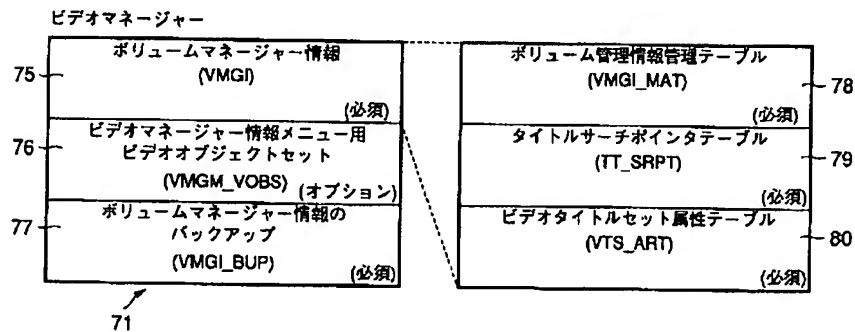 ビデオマネージャー
75
ボリュームマネージャー情報
(VMGI)
(必須)
76
ビデオマネージャー情報メニュー用
ビデオオブジェクトセット
(VMGM_VOBS)
(オプション)
77
ボリュームマネージャー情報の
バックアップ
(VMGI_BUP)
(必須)
71
ボリューム管理情報管理テーブル
(VMGI_MAT)
(必須)
78
タイトルサーチポインタテーブル
(TT_SRPT)
(必須)
79
ビデオタイトルセット属性テーブル
(VTS_ART)
(必須)
80